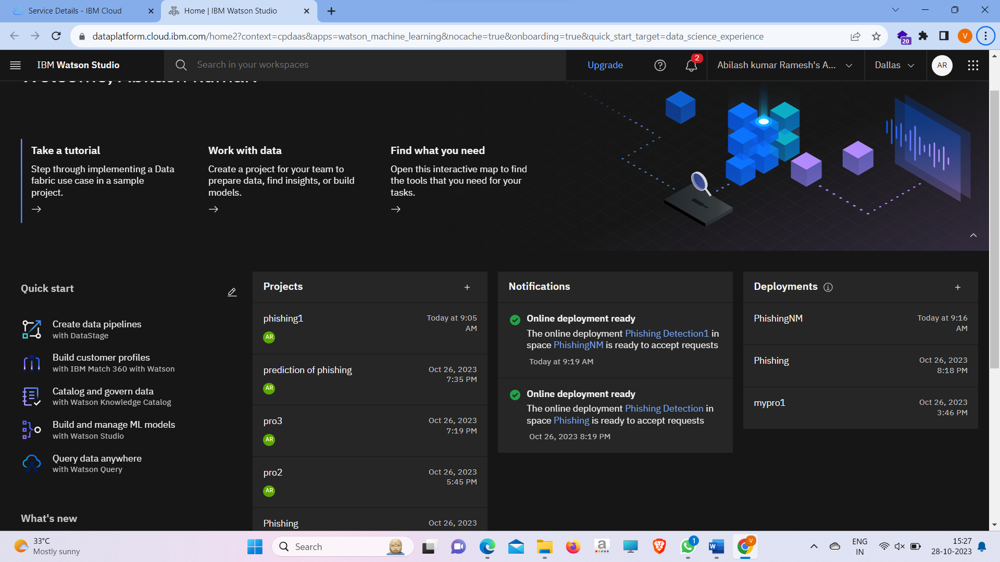 Service Details - IBM Cloud
Home | IBM Watson Studio
dataplatform.cloud.ibm.com/home2?context=cpdaas&apps=watson_machine_learning&nocache=true&onboarding=true&quick_start_target=data_science_experience
20
V
IBM Watson Studio
Search in your workspaces
Upgrade
2
Abilash kumar Ramesh's A...
Dallas
AR
Take a tutorial
Step through implementing a Data
fabric use case in a sample
project.
Work with data
Create a project for your team to
prepare data, find insights, or build
models.
Find what you need
Open this interactive map to find
the tools that you need for your
tasks.
Quick start
Create data pipelines
with DataStage
Build customer profiles
with IBM Match 360 with Watson
Catalog and govern data
with Watson Knowledge Catalog
Build and manage ML models
with Watson Studio
Query data anywhere
with Watson Query
What's new
Projects
phishing1
Today at 9:05
AM
AR
prediction of phishing
Oct 26, 2023
7:35 PM
AR
pro3
Oct 26, 2023
7:19 PM
AR
pro2
Oct 26, 2023
5:45 PM
AR
Phishing
Oct 26, 2023
Notifications
Online deployment ready
The online deployment Phishing Detection1 in
space PhishingNM is ready to accept requests
Today at 9:19 AM
Online deployment ready
The online deployment Phishing Detection in
space Phishing is ready to accept requests
Oct 26, 2023 8:19 PM
Deployments
PhishingNM
Today at 9:16
AM
Phishing
Oct 26, 2023
8:18 PM
mypro1
Oct 26, 2023
3:46 PM
33°C
Mostly sunny
Search
1
V
ENG
IN
15:27
28-10-2023